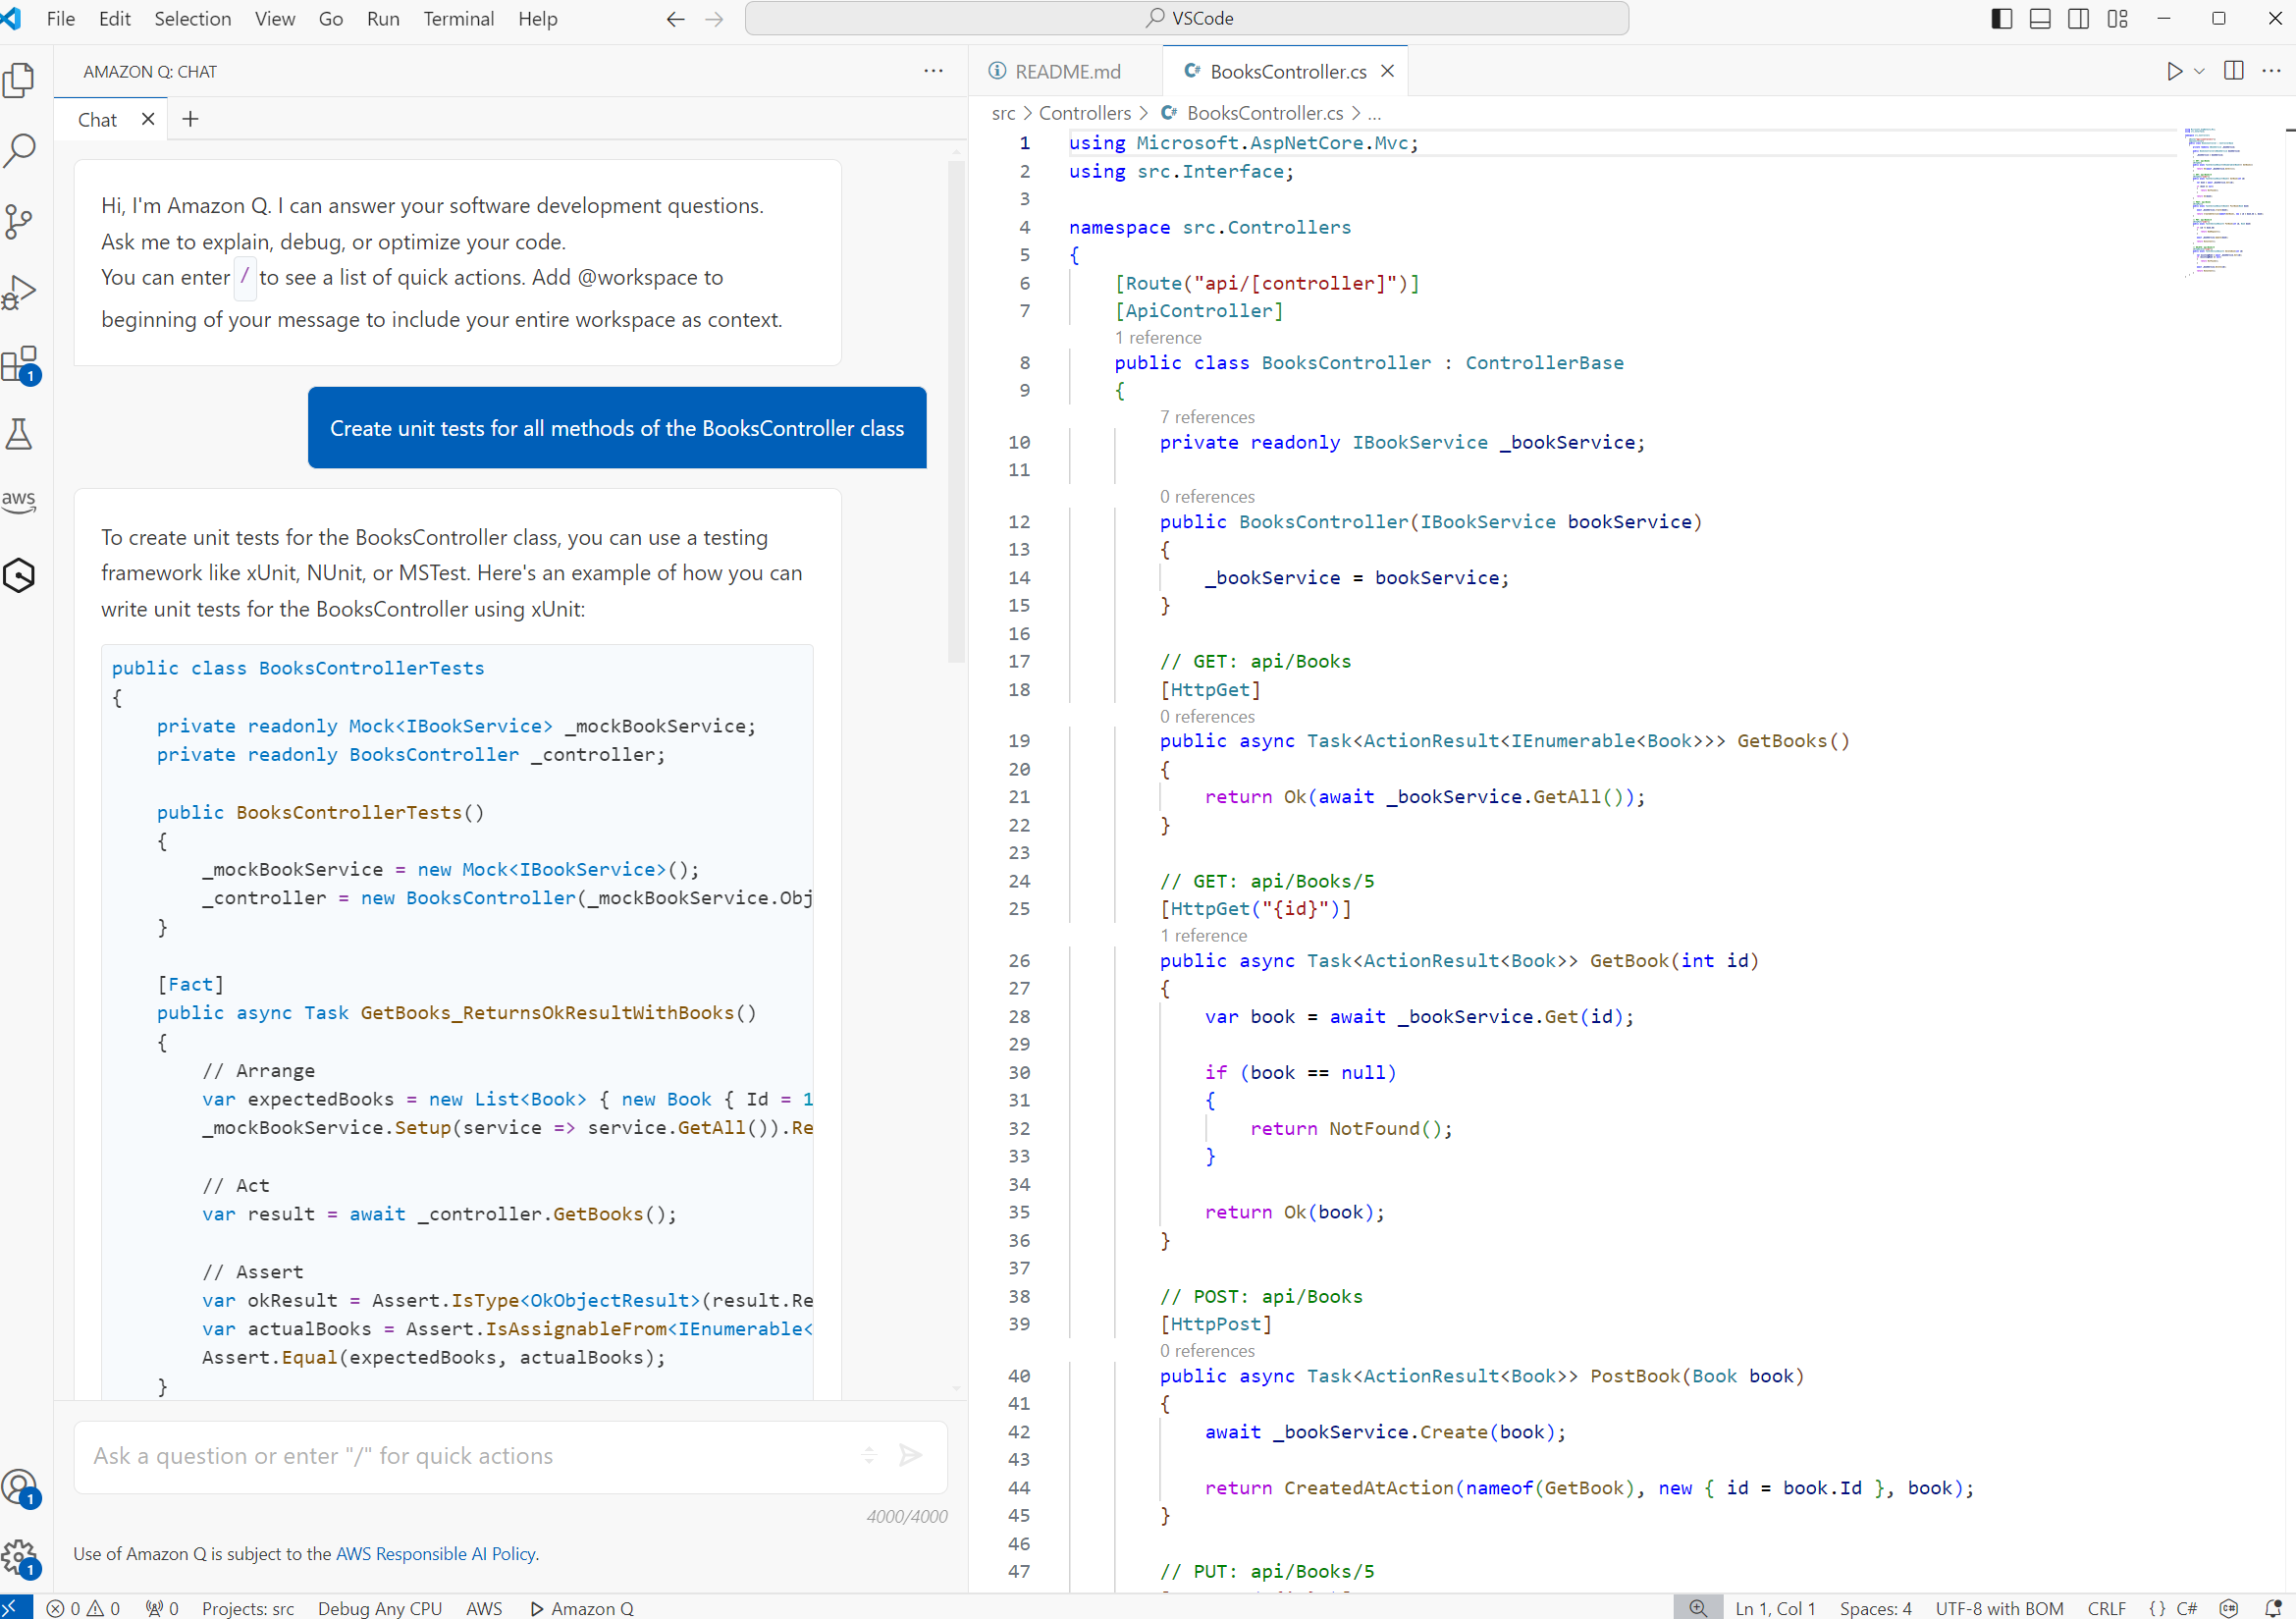 File Edit Selection View Go Run Terminal Help
VSCode
AMAZON Q: CHAT
Chat
Hi, I'm Amazon Q. I can answer your software development questions.
Ask me to explain, debug, or optimize your code.
You can enter / to see a list of quick actions. Add @workspace to
beginning of your message to include your entire workspace as context.
Create unit tests for all methods of the BooksController class
To create unit tests for the BooksController class, you can use a testing
framework like xUnit, NUnit, or MSTest. Here's an example of how you can
write unit tests for the BooksController using xUnit:
public class BooksControllerTests
{
    private readonly Mock<IBookService> _mockBookService;
    private readonly BooksController _controller;
    public BooksControllerTests()
    {
        _mockBookService = new Mock<IBookService>();
        _controller = new BooksController(_mockBookService.Obj
    }
    [Fact]
    public async Task GetBooks_ReturnsOkResultWithBooks()
    {
        // Arrange
        var expectedBooks = new List<Book> { new Book { Id = 1
        _mockBookService.Setup(service => service.GetAll()).Re
        // Act
        var result = await _controller.GetBooks();
        // Assert
        var okResult = Assert.IsType<OkObjectResult>(result.Re
        var actualBooks = Assert.IsAssignableFrom<IEnumerable<
        Assert.Equal(expectedBooks, actualBooks);
    }
Ask a question or enter "/" for quick actions
4000/4000
Use of Amazon Q is subject to the AWS Responsible AI Policy.
aws
1
1
1
README.md
C# BooksController.cs
src > Controllers > C# BooksController.cs > ...
1 using Microsoft.AspNetCore.Mvc;
2 using src.Interface;
3
4 namespace src.Controllers
5 {
6     [Route("api/[controller]")]
7     [ApiController]
1 reference
8     public class BooksController : ControllerBase
9     {
7 references
10         private readonly IBookService _bookService;
11
0 references
12         public BooksController(IBookService bookService)
13         {
14             _bookService = bookService;
15         }
16
17         // GET: api/Books
18         [HttpGet]
0 references
19         public async Task<ActionResult<IEnumerable<Book>>> GetBooks()
20         {
21             return Ok(await _bookService.GetAll());
22         }
23
24         // GET: api/Books/5
25         [HttpGet("{id}")]
1 reference
26         public async Task<ActionResult<Book>> GetBook(int id)
27         {
28             var book = await _bookService.Get(id);
29
30             if (book == null)
31             {
32                 return NotFound();
33             }
34
35             return Ok(book);
36         }
37
38         // POST: api/Books
39         [HttpPost]
0 references
40         public async Task<ActionResult<Book>> PostBook(Book book)
41         {
42             await _bookService.Create(book);
43
44             return CreatedAtAction(nameof(GetBook), new { id = book.Id }, book);
45         }
46
47         // PUT: api/Books/5
0 0 0 Projects: src Debug Any CPU AWS Amazon Q
Ln 1, Col 1 Spaces: 4 UTF-8 with BOM CRLF {} C#